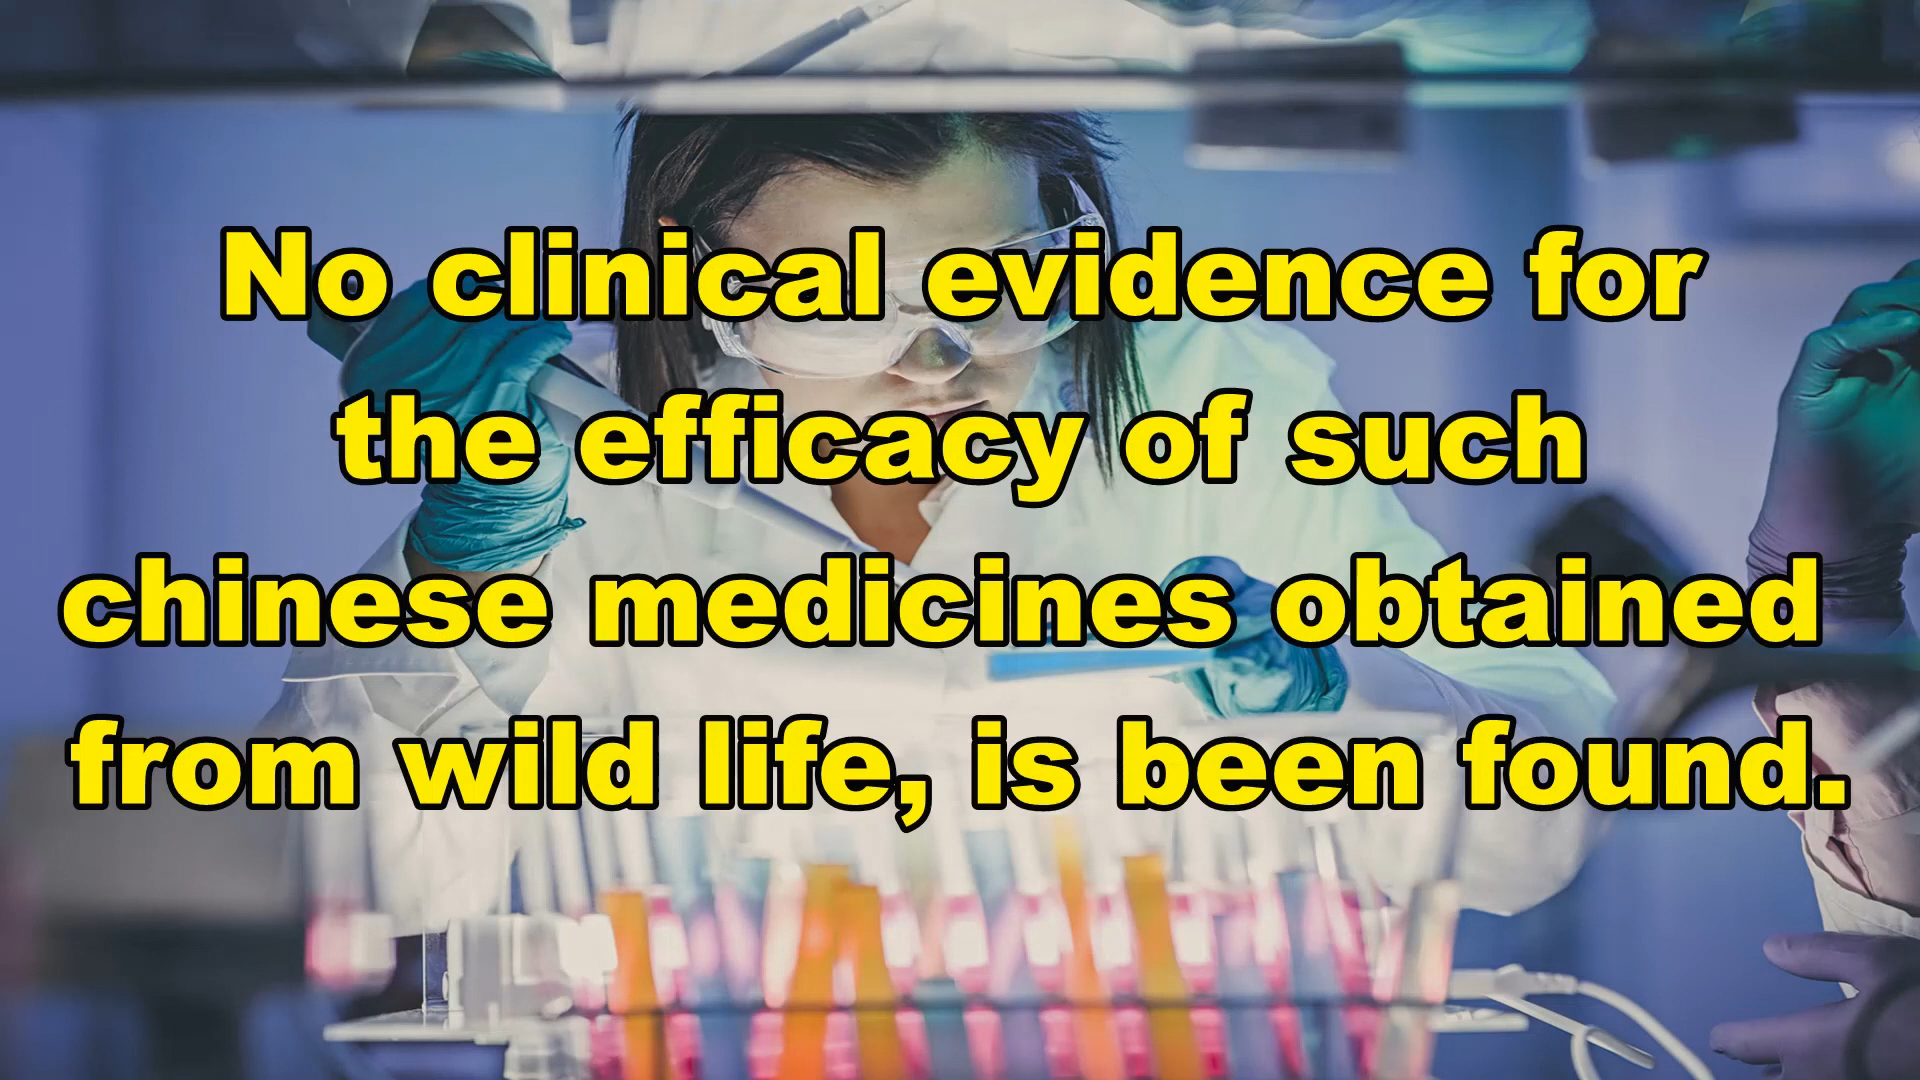 No clinical evidence for
the efficacy of such
chinese medicines obtained
from wild life, is been found.